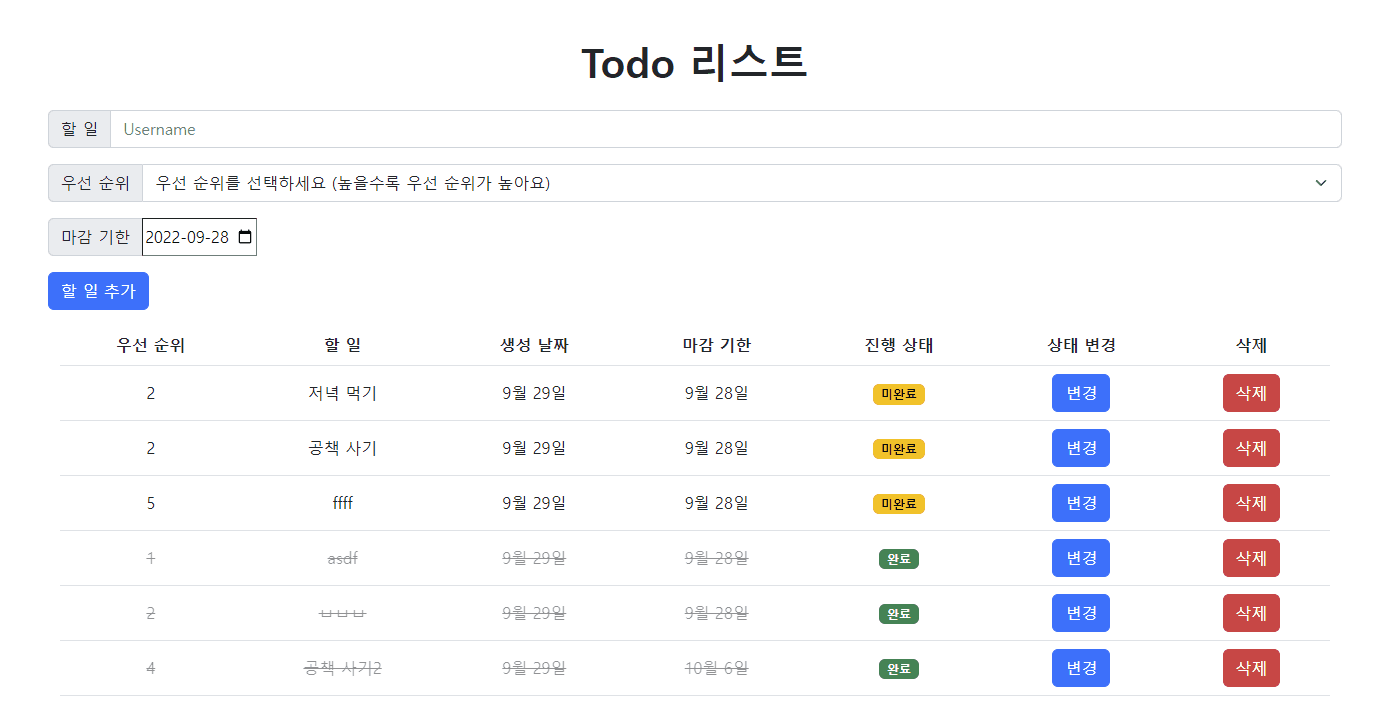 Todo 리스트
할 일 Username
우선 순위 우선 순위를 선택하세요 (높을수록 우선 순위가 높아요)
마감 기한 2022-09-28
할 일 추가
우선 순위 할 일 생성 날짜 마감 기한 진행 상태 상태 변경 삭제
2 저녁 먹기 9월 29일 9월 28일 미완료 변경 삭제
2 공책 사기 9월 29일 9월 28일 미완료 변경 삭제
5 ffff 9월 29일 9월 28일 미완료 변경 삭제
1 asdf 9월 29일 9월 28일 완료 변경 삭제
2 ㅁㅁㅁ 9월 29일 9월 28일 완료 변경 삭제
4 공책 사기2 9월 29일 10월 6일 완료 변경 삭제